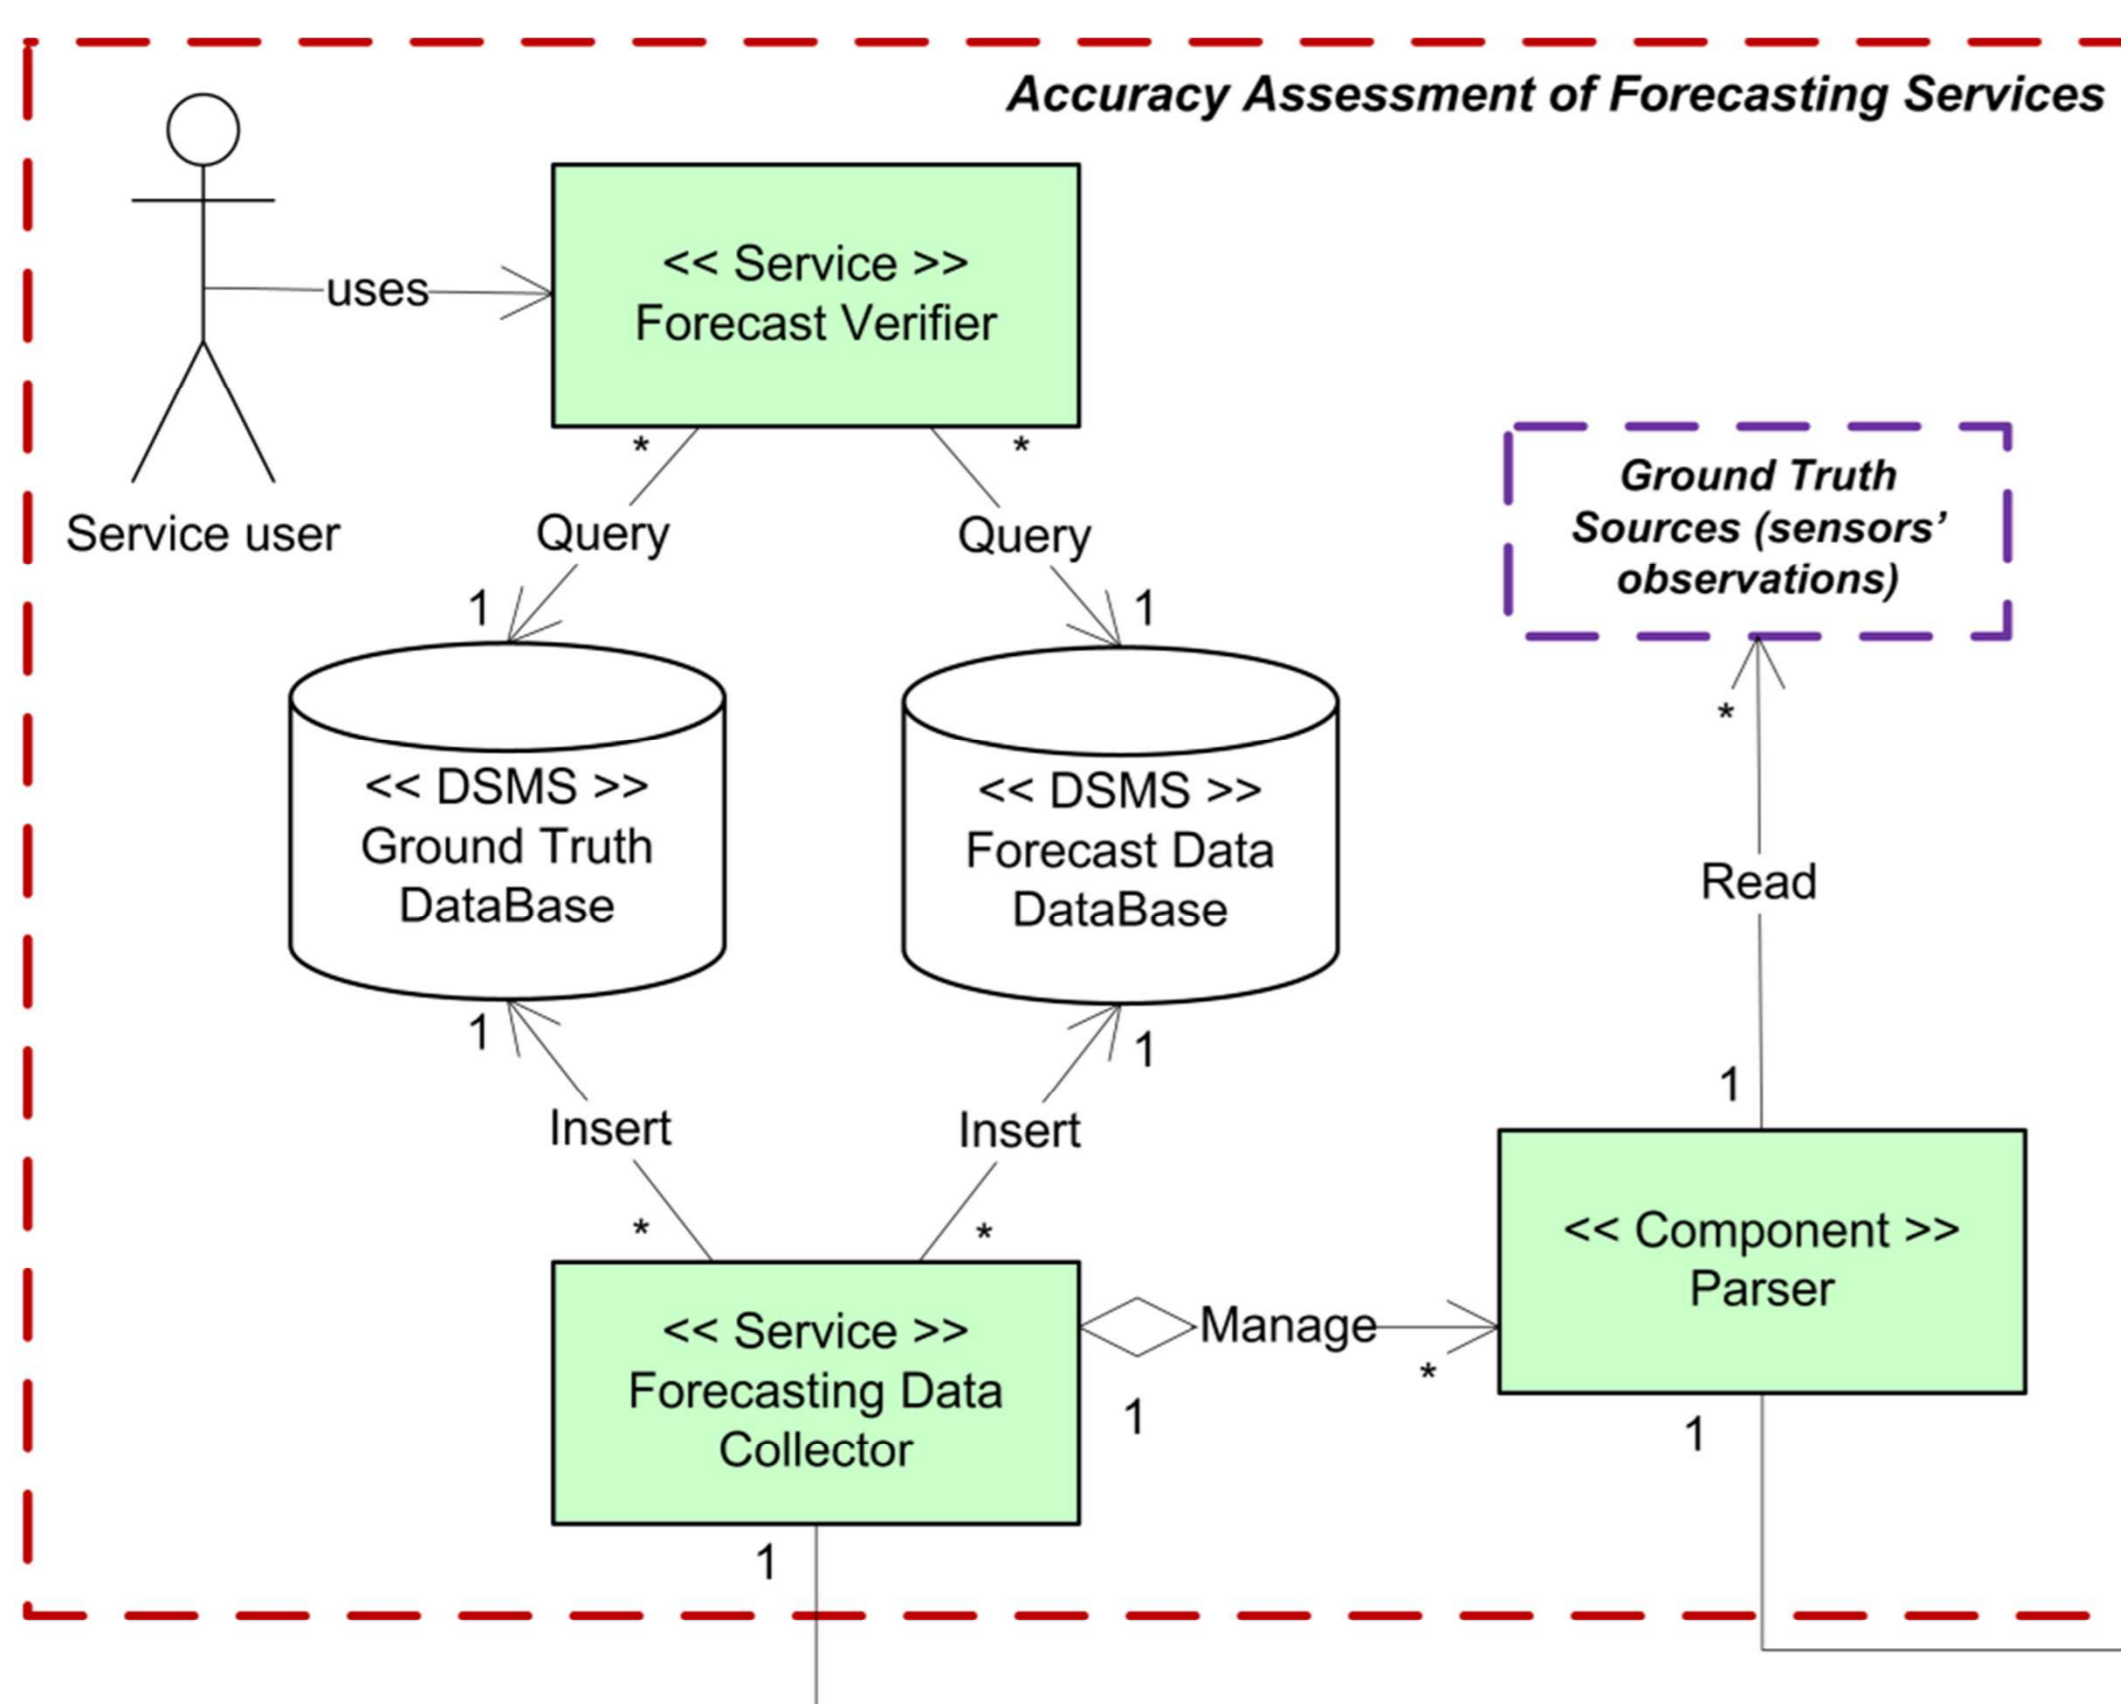 Accuracy Assessment of Forecasting Services
<< Service >>
Forecast Verifier
uses
Service user
*
*
Query
Query
1
1
Ground Truth
Sources (sensors’
observations)
*
<< DSMS >>
Ground Truth
DataBase
<< DSMS >>
Forecast Data
DataBase
Read
1
1
1
Insert
Insert
*
*
<< Component >>
Parser
<< Service >>
Forecasting Data
Collector
Manage
*
1
1
1